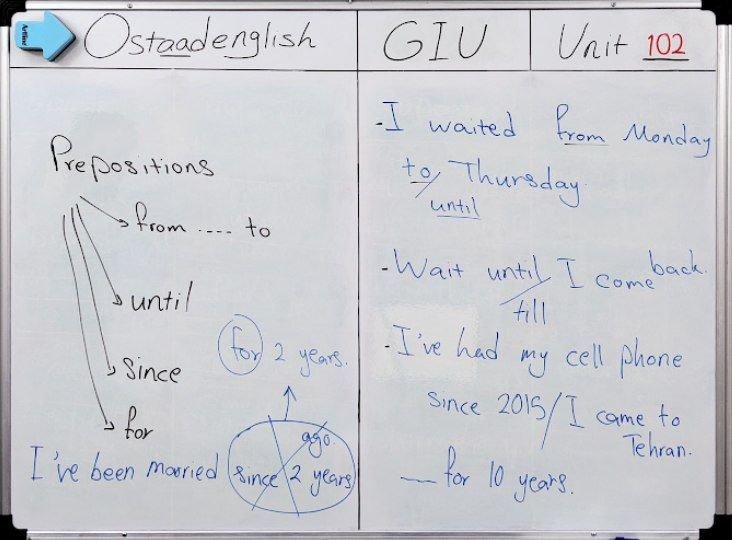 Ostaadenglish
GIU
Unit 102
Prepositions
from .... to
until
since
for
for 2 years.
ago
since 2 years
I've been married
- I waited from Monday
to/ Thursday.
until
- Wait until/ I come back.
till
- I've had my cell phone
since 2015/ I came to
Tehran.
__ for 10 years.